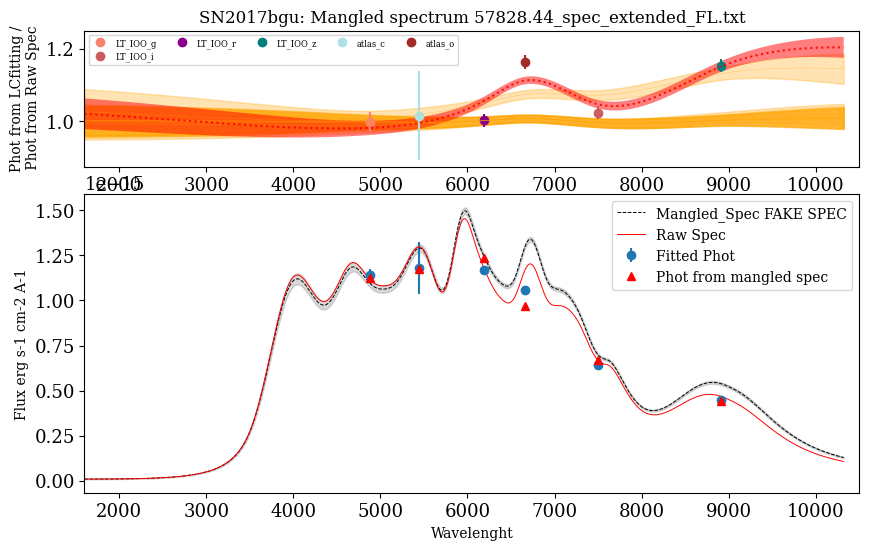 SN2017bgu: Mangled spectrum 57828.44_spec_extended_FL.txt
Phot from LCfitting /
Phot from Raw Spec
1.2
1.0
LT_IOO_g
LT_IOO_r
LT_IOO_z
atlas_c
atlas_o
LT_IOO_i
2000 3000 4000 5000 6000 7000 8000 9000 10000
1e−15
Flux erg s-1 cm-2 A-1
1.50
1.25
1.00
0.75
0.50
0.25
0.00
Mangled_Spec FAKE SPEC
Raw Spec
Fitted Phot
Phot from mangled spec
2000 3000 4000 5000 6000 7000 8000 9000 10000
Wavelenght